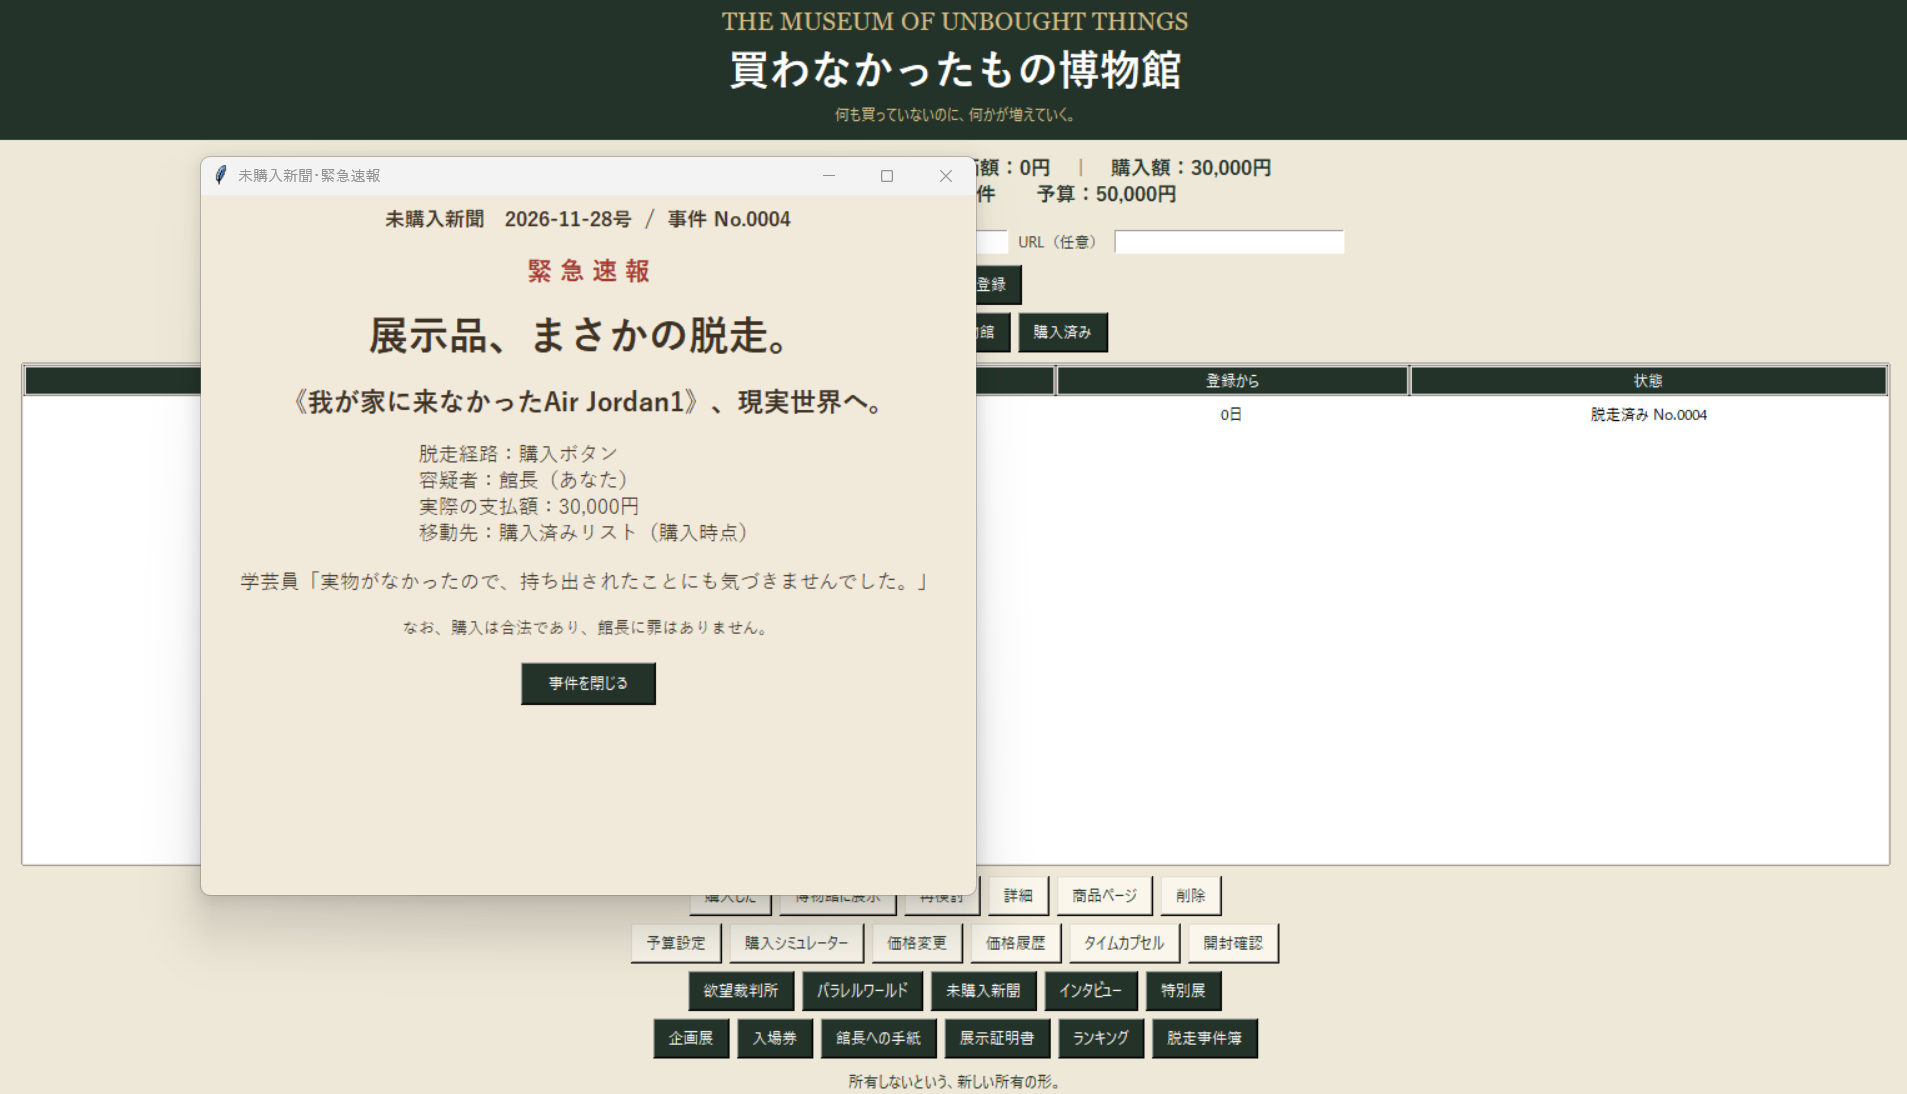 THE MUSEUM OF UNBOUGHT THINGS
買わなかったもの博物館
何も買っていないのに、何かが増えていく。
額：0円　|　購入額：30,000円
件　予算：50,000円
URL（任意）
登録
館 購入済み
登録から 状態
0日 脱走済み No.0004
未購入新聞・緊急速報
未購入新聞　2026-11-28号 / 事件 No.0004
緊 急 速 報
展示品、まさかの脱走。
《我が家に来なかったAir Jordan1》、現実世界へ。
脱走経路：購入ボタン
容疑者：館長（あなた）
実際の支払額：30,000円
移動先：購入済みリスト（購入時点）
学芸員「実物がなかったので、持ち出されたことにも気づきませんでした。」
なお、購入は合法であり、館長に罪はありません。
事件を閉じる
購入した 博物館に展示 再検討 詳細 商品ページ 削除
予算設定 購入シミュレーター 価格変更 価格履歴 タイムカプセル 開封確認
欲望裁判所 パラレルワールド 未購入新聞 インタビュー 特別展
企画展 入場券 館長への手紙 展示証明書 ランキング 脱走事件簿
所有しないという、新しい所有の形。